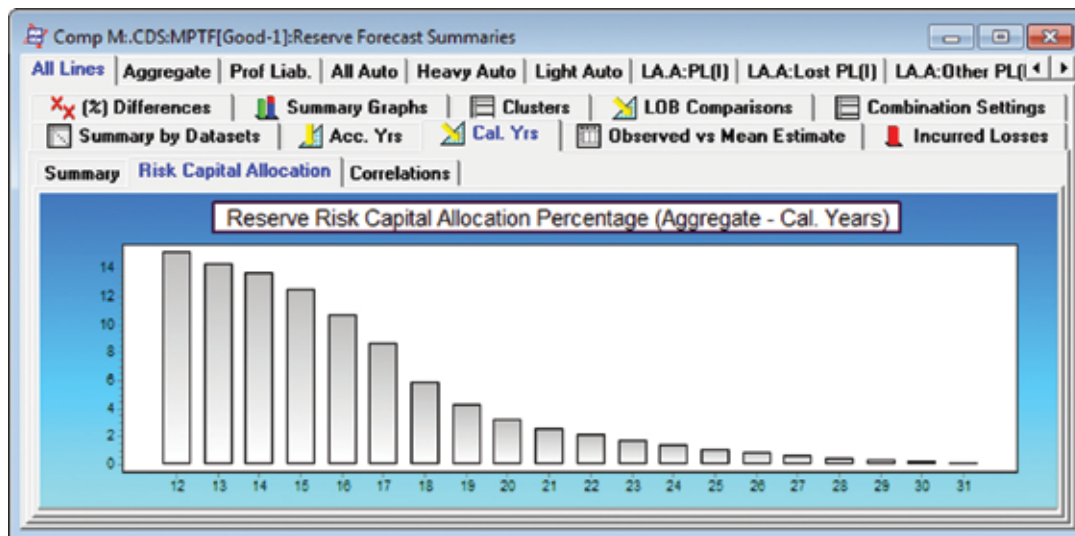 Comp M:.CDS:MPTF[Good-1]:Reserve Forecast Summaries
All Lines Aggregate Prof Liab. All Auto Heavy Auto Light Auto LA.A:PL(I) LA.A:Lost PL(I) LA.A:Other PL(
(%) Differences Summary Graphs Clusters LOB Comparisons Combination Settings
Summary by Datasets Acc. Yrs Cal. Yrs Observed vs Mean Estimate Incurred Losses
Summary Risk Capital Allocation Correlations
Reserve Risk Capital Allocation Percentage (Aggregate - Cal. Years)
14
12
10
8
6
4
2
0
12 13 14 15 16 17 18 19 20 21 22 23 24 25 26 27 28 29 30 31